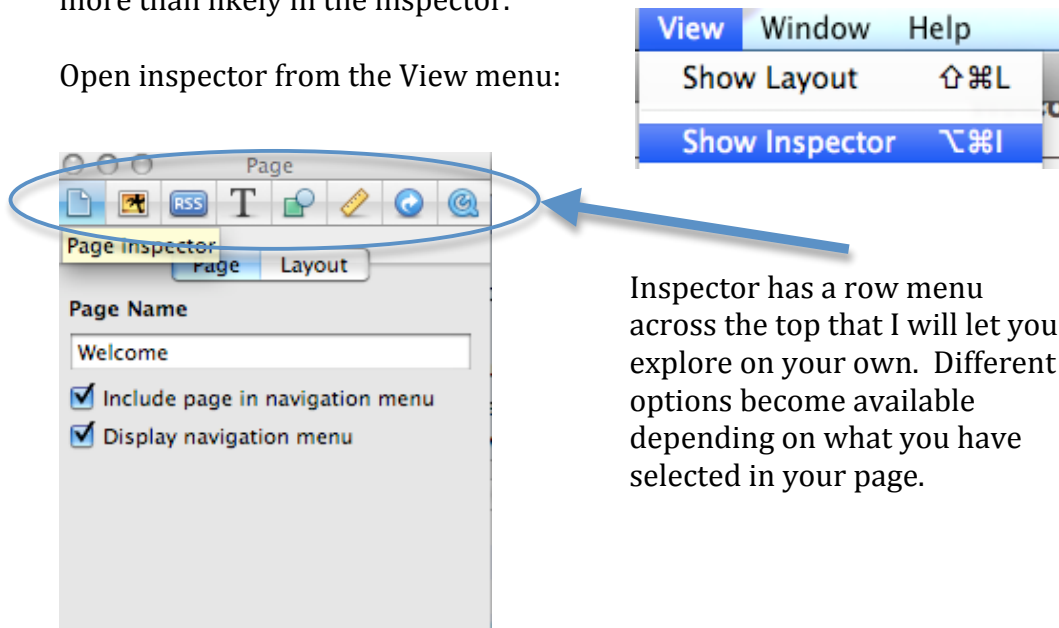 more than likely in the inspector.
Open inspector from the View menu:
View Window Help
Show Layout ⇧⌘L
Show Inspector ⌥⌘I
Page
RSS T
Page Inspector
Page Layout
Page Name
Welcome
Include page in navigation menu
Display navigation menu
Inspector has a row menu
across the top that I will let you
explore on your own. Different
options become available
depending on what you have
selected in your page.